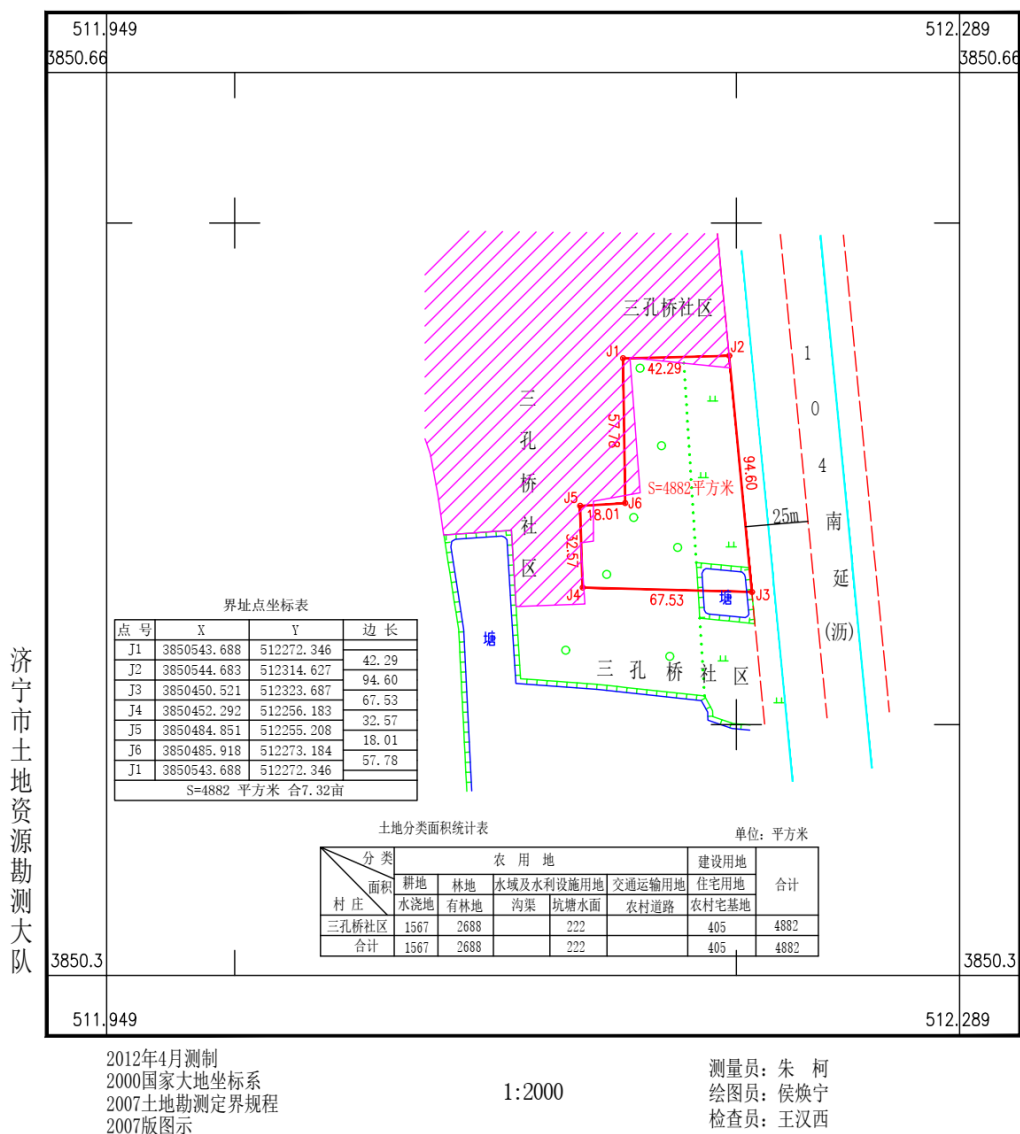 511.949
512.289
3850.66
3850.66
三孔桥社区
J1
J2
42.29
三孔桥社区
57.78
94.60
S=4882平方米
J5
J6
18.01
32.57
J4
67.53
J3
塘
塘
25m
104南延(沥)
三孔桥社区
济宁市土地资源勘测大队
界址点坐标表
点号 X Y 边长
J1 3850543.688 512272.346
42.29
J2 3850544.683 512314.627
94.60
J3 3850450.521 512323.687
67.53
J4 3850452.292 512256.183
32.57
J5 3850484.851 512255.208
18.01
J6 3850485.918 512273.184
57.78
J1 3850543.688 512272.346
S=4882 平方米 合7.32亩
土地分类面积统计表
单位：平方米
分类 农用地 建设用地 合计
面积 耕地 林地 水域及水利设施用地 交通运输用地 住宅用地
村庄 水浇地 有林地 沟渠 坑塘水面 农村道路 农村宅基地
三孔桥社区 1567 2688 222 405 4882
合计 1567 2688 222 405 4882
3850.3
3850.3
511.949
512.289
2012年4月测制
2000国家大地坐标系
2007土地勘测定界规程
2007版图示
1:2000
测量员：朱 柯
绘图员：侯焕宁
检查员：王汉西